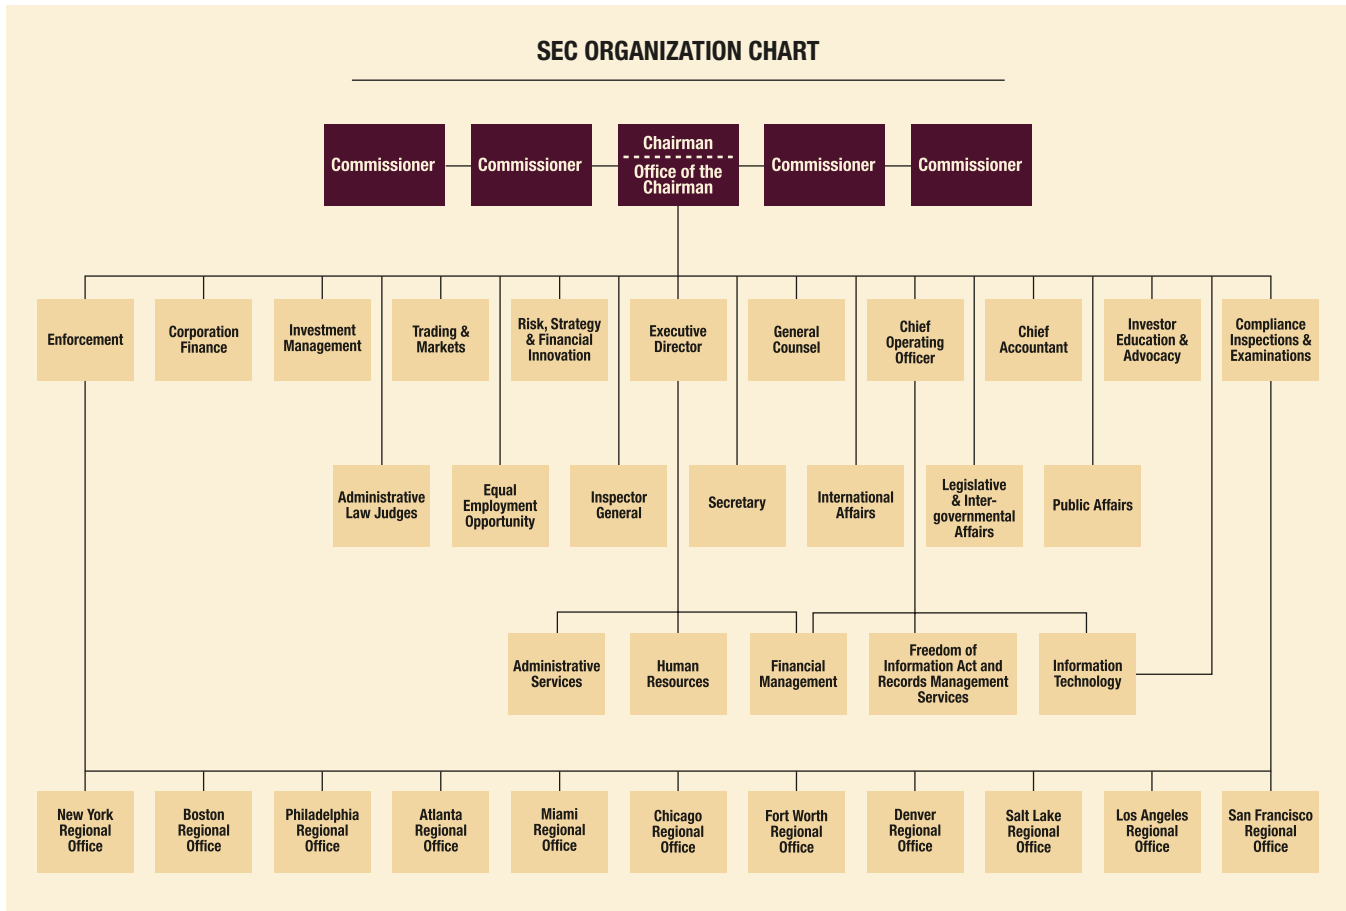 SEC ORGANIZATION CHART
Commissioner
Commissioner
Chairman
Office of the
Chairman
Commissioner
Commissioner
Enforcement
Corporation
Finance
Investment
Management
Trading &
Markets
Risk, Strategy
& Financial
Innovation
Executive
Director
General
Counsel
Chief
Operating
Officer
Chief
Accountant
Investor
Education &
Advocacy
Compliance
Inspections &
Examinations
Administrative
Law Judges
Equal
Employment
Opportunity
Inspector
General
Secretary
International
Affairs
Legislative
& Inter-
governmental
Affairs
Public Affairs
Administrative
Services
Human
Resources
Financial
Management
Freedom of
Information Act and
Records Management
Services
Information
Technology
New York
Regional
Office
Boston
Regional
Office
Philadelphia
Regional
Office
Atlanta
Regional
Office
Miami
Regional
Office
Chicago
Regional
Office
Fort Worth
Regional
Office
Denver
Regional
Office
Salt Lake
Regional
Office
Los Angeles
Regional
Office
San Francisco
Regional
Office